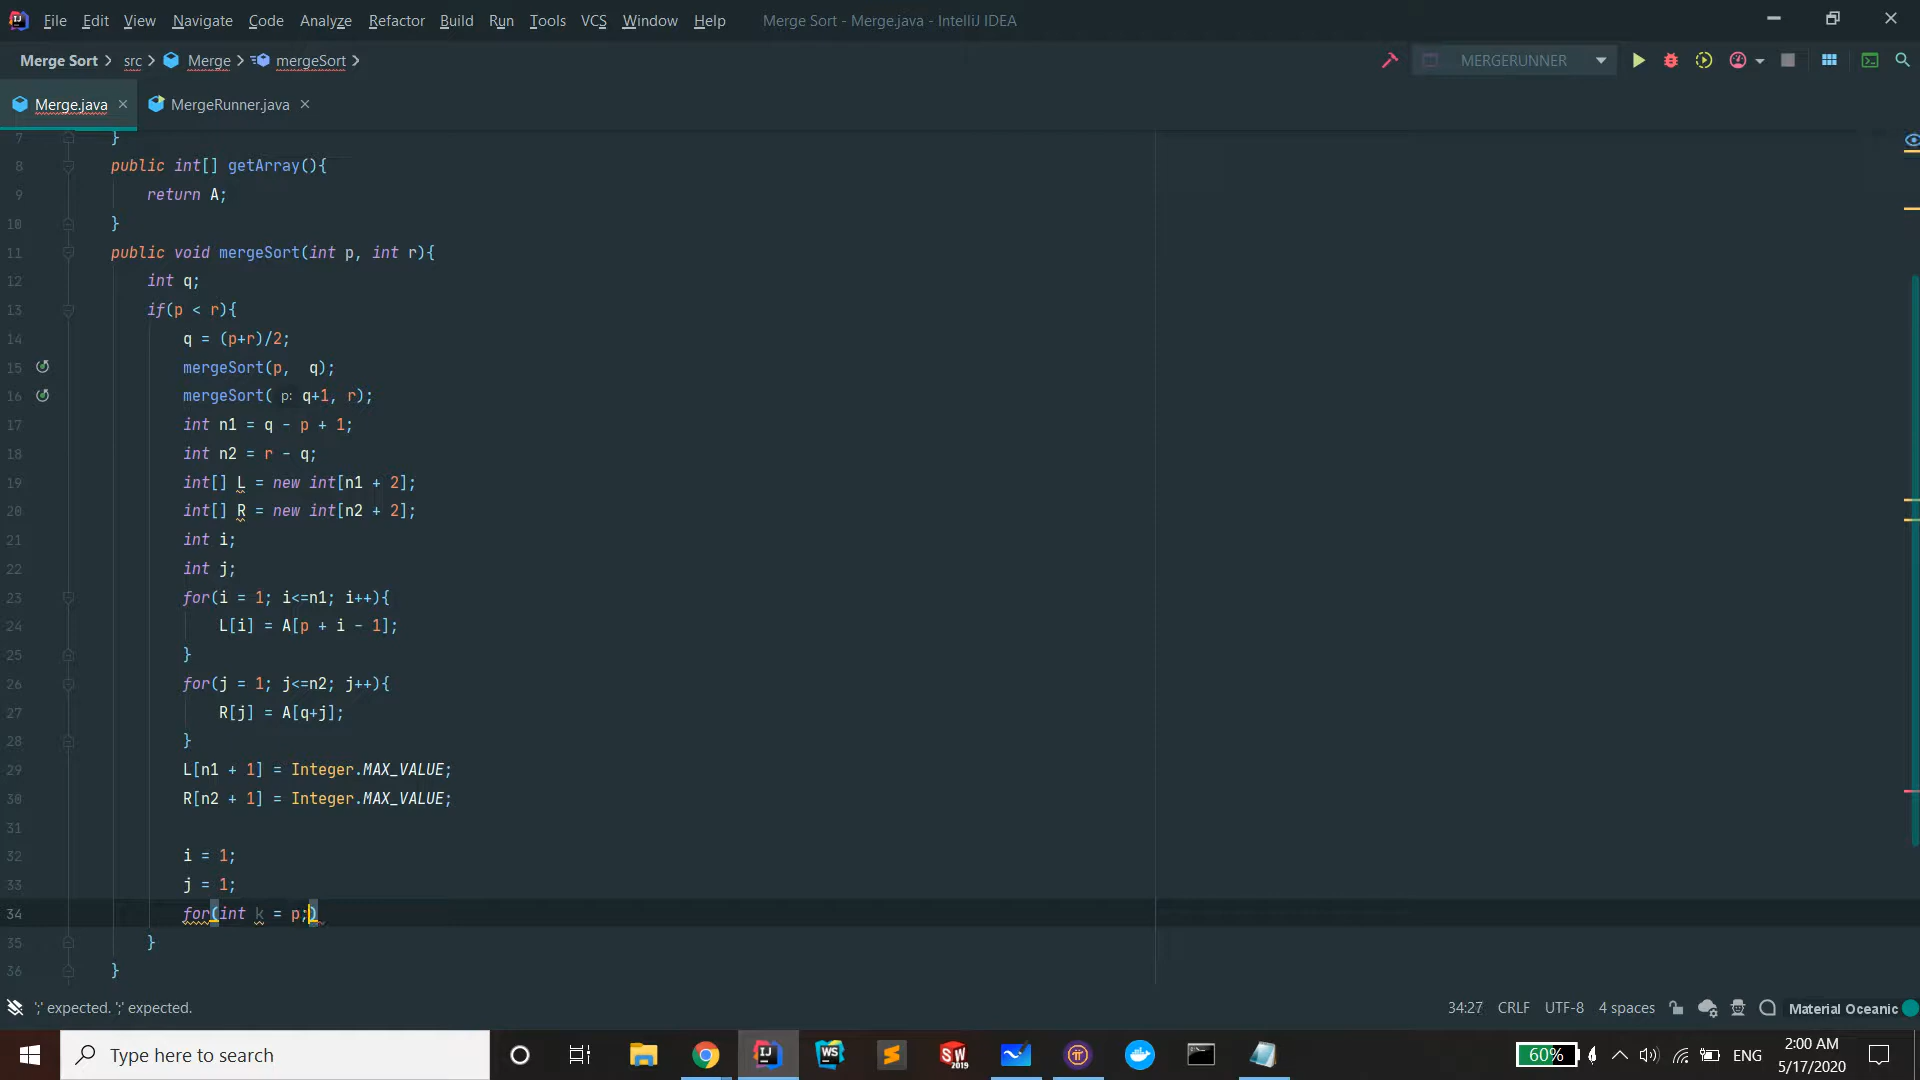 File Edit View Navigate Code Analyze Refactor Build Run Tools VCS Window Help Merge Sort - Merge.java - IntelliJ IDEA
Merge Sort src Merge mergeSort MERGERUNNER
Merge.java MergeRunner.java
7 }
8 public int[] getArray(){
9 return A;
10 }
11 public void mergeSort(int p, int r){
12 int q;
13 if(p < r){
14 q = (p+r)/2;
15 mergeSort(p, q);
16 mergeSort( p: q+1, r);
17 int n1 = q - p + 1;
18 int n2 = r - q;
19 int[] L = new int[n1 + 2];
20 int[] R = new int[n2 + 2];
21 int i;
22 int j;
23 for(i = 1; i<=n1; i++){
24 L[i] = A[p + i - 1];
25 }
26 for(j = 1; j<=n2; j++){
27 R[j] = A[q+j];
28 }
29 L[n1 + 1] = Integer.MAX_VALUE;
30 R[n2 + 1] = Integer.MAX_VALUE;
31
32 i = 1;
33 j = 1;
34 for(int k = p;)
35 }
36 }
';' expected. ';' expected. 34:27 CRLF UTF-8 4 spaces Material Oceanic
Type here to search IJ WS SW 2019 60% ENG 2:00 AM
5/17/2020